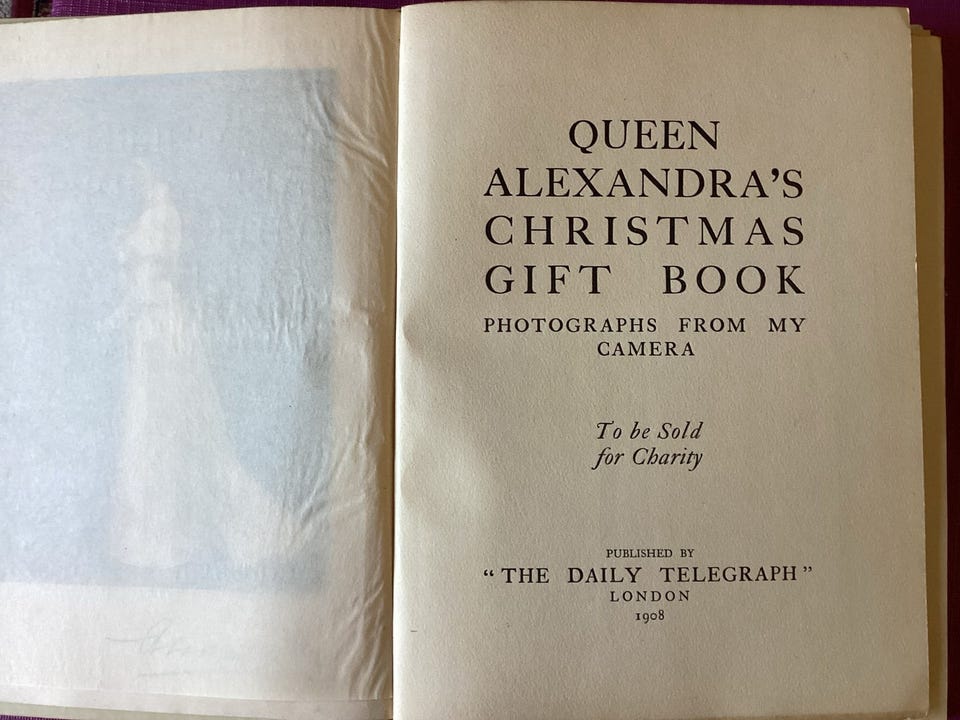 QUEEN
ALEXANDRA'S
CHRISTMAS
GIFT BOOK
PHOTOGRAPHS FROM MY
CAMERA
To be Sold
for Charity
PUBLISHED BY
“THE DAILY TELEGRAPH”
LONDON
1908